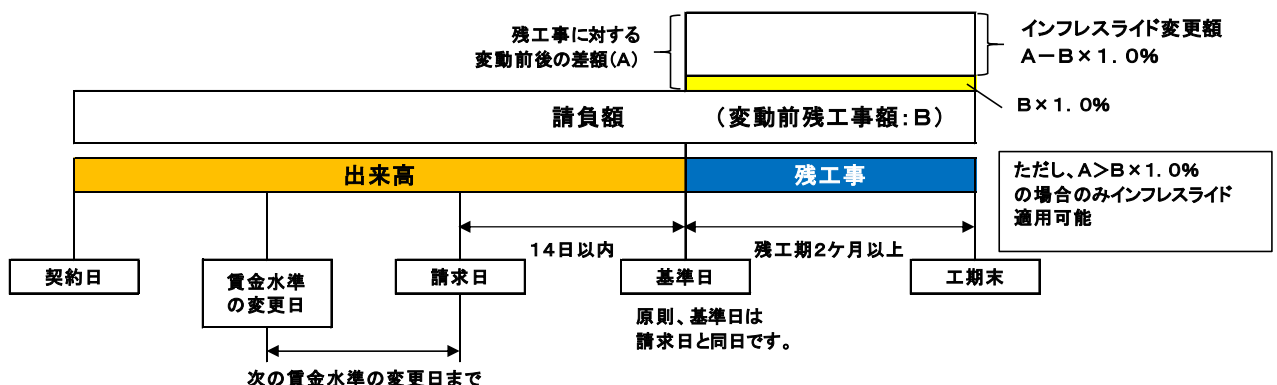 残工事に対する
変動前後の差額(A)
インフレスライド変更額
A－B×1.0%
B×1.0%
請負額
(変動前残工事額:B)
出来高
残工事
ただし、A>B×1.0%
の場合のみインフレスライド
適用可能
14日以内
残工期2ケ月以上
契約日
賃金水準
の変更日
請求日
基準日
工期末
原則、基準日は
請求日と同日です。
次の賃金水準の変更日まで